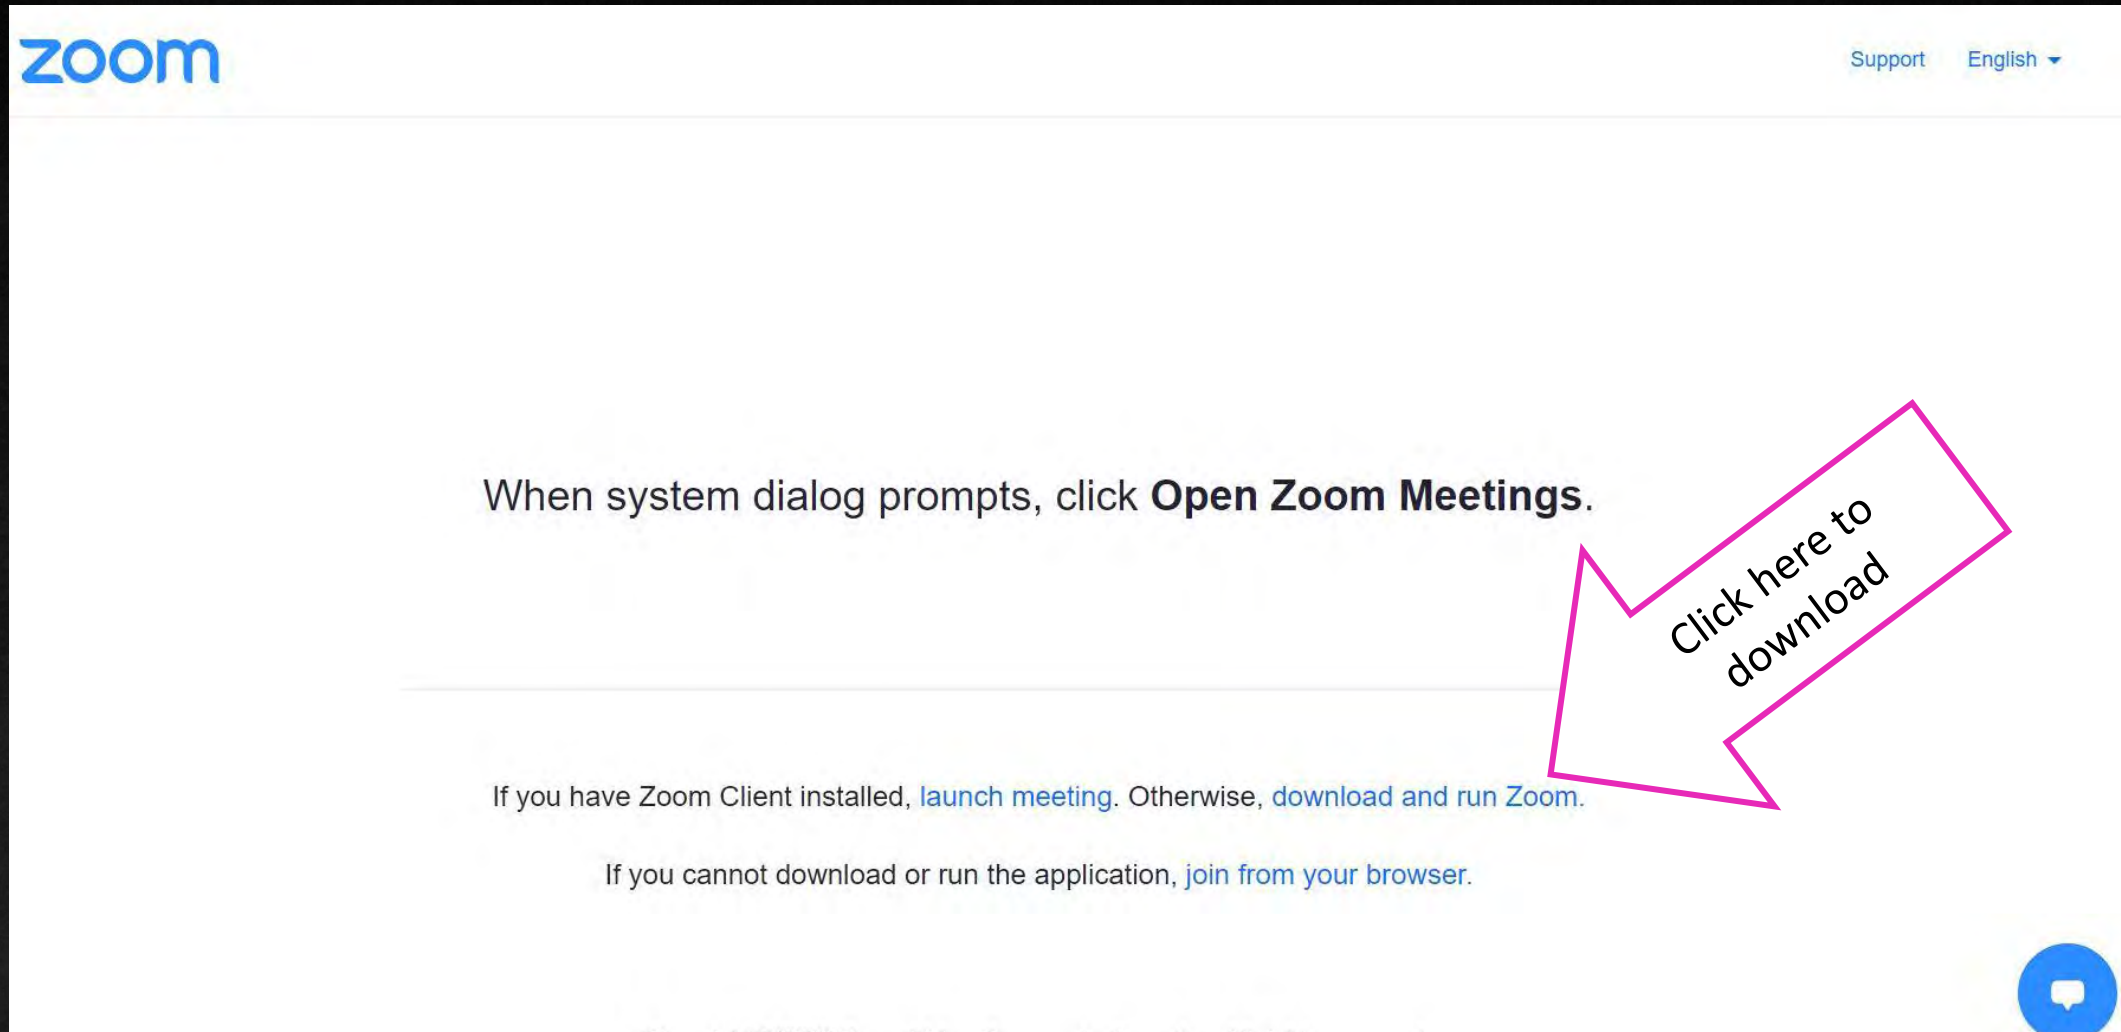 zoom
Support English
When system dialog prompts, click Open Zoom Meetings.
Click here to
download
If you have Zoom Client installed, launch meeting. Otherwise, download and run Zoom.
If you cannot download or run the application, join from your browser.